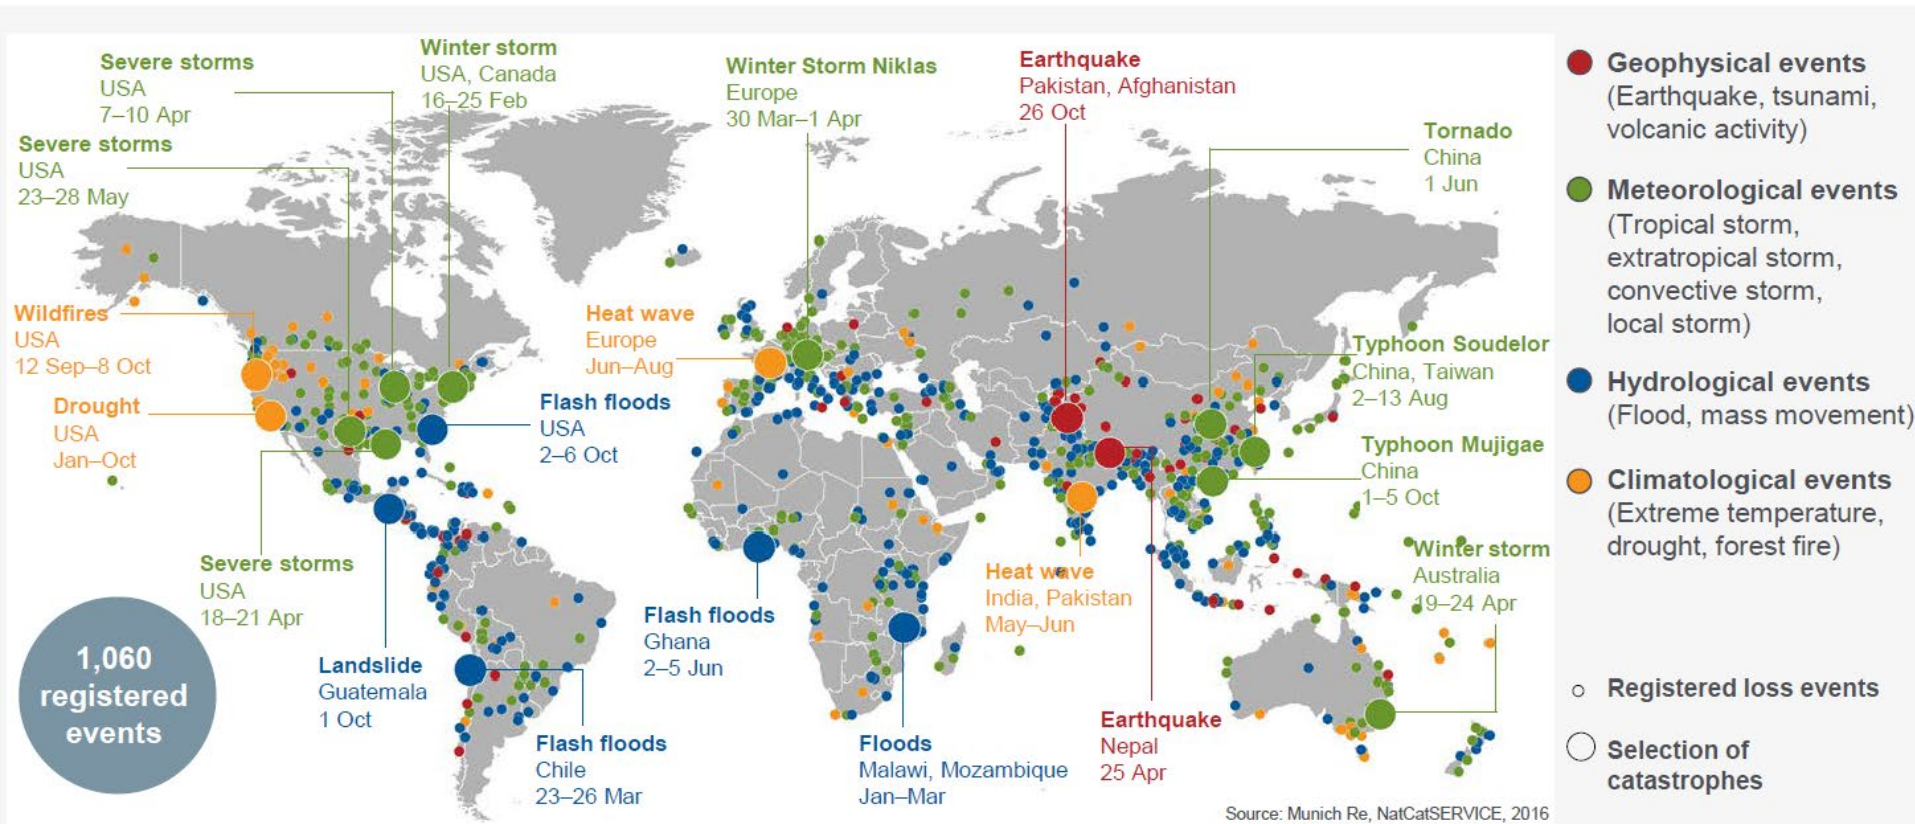 Severe storms
USA
7–10 Apr
Winter storm
USA, Canada
16–25 Feb
Winter Storm Niklas
Europe
30 Mar–1 Apr
Earthquake
Pakistan, Afghanistan
26 Oct
Tornado
China
1 Jun
Severe storms
USA
23–28 May
Wildfires
USA
12 Sep–8 Oct
Heat wave
Europe
Jun–Aug
Typhoon Soudelor
China, Taiwan
2–13 Aug
Drought
USA
Jan–Oct
Flash floods
USA
2–6 Oct
Typhoon Mujigae
China
1–5 Oct
Severe storms
USA
18–21 Apr
Heat wave
India, Pakistan
May–Jun
Winter storm
Australia
19–24 Apr
Flash floods
Ghana
2–5 Jun
Landslide
Guatemala
1 Oct
Flash floods
Chile
23–26 Mar
Floods
Malawi, Mozambique
Jan–Mar
Earthquake
Nepal
25 Apr
1,060
registered
events
Source: Munich Re, NatCatSERVICE, 2016
Geophysical events
(Earthquake, tsunami,
volcanic activity)
Meteorological events
(Tropical storm,
extratropical storm,
convective storm,
local storm)
Hydrological events
(Flood, mass movement)
Climatological events
(Extreme temperature,
drought, forest fire)
Registered loss events
Selection of
catastrophes